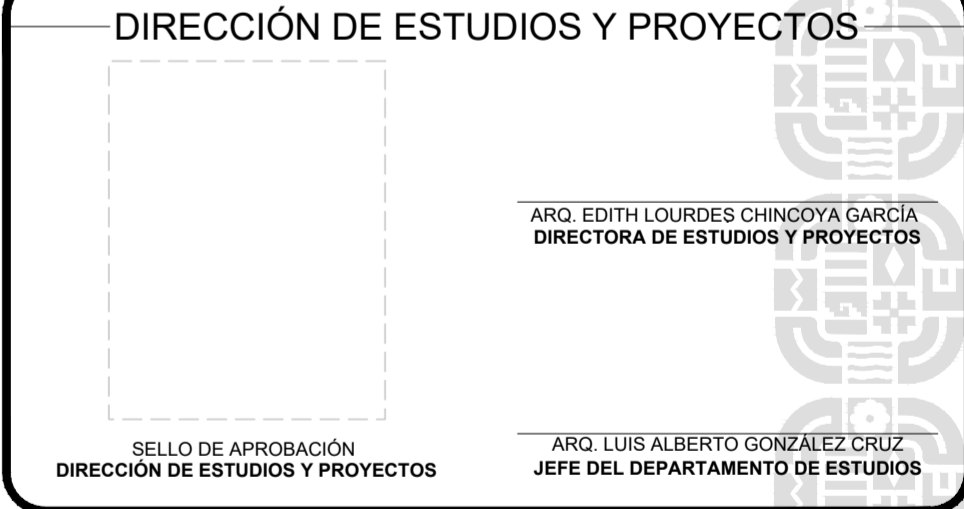 DIRECCIÓN DE ESTUDIOS Y PROYECTOS
ARQ. EDITH LOURDES CHINCOYA GARCÍA
DIRECTORA DE ESTUDIOS Y PROYECTOS
SELLO DE APROBACIÓN
DIRECCIÓN DE ESTUDIOS Y PROYECTOS
ARQ. LUIS ALBERTO GONZÁLEZ CRUZ
JEFE DEL DEPARTAMENTO DE ESTUDIOS